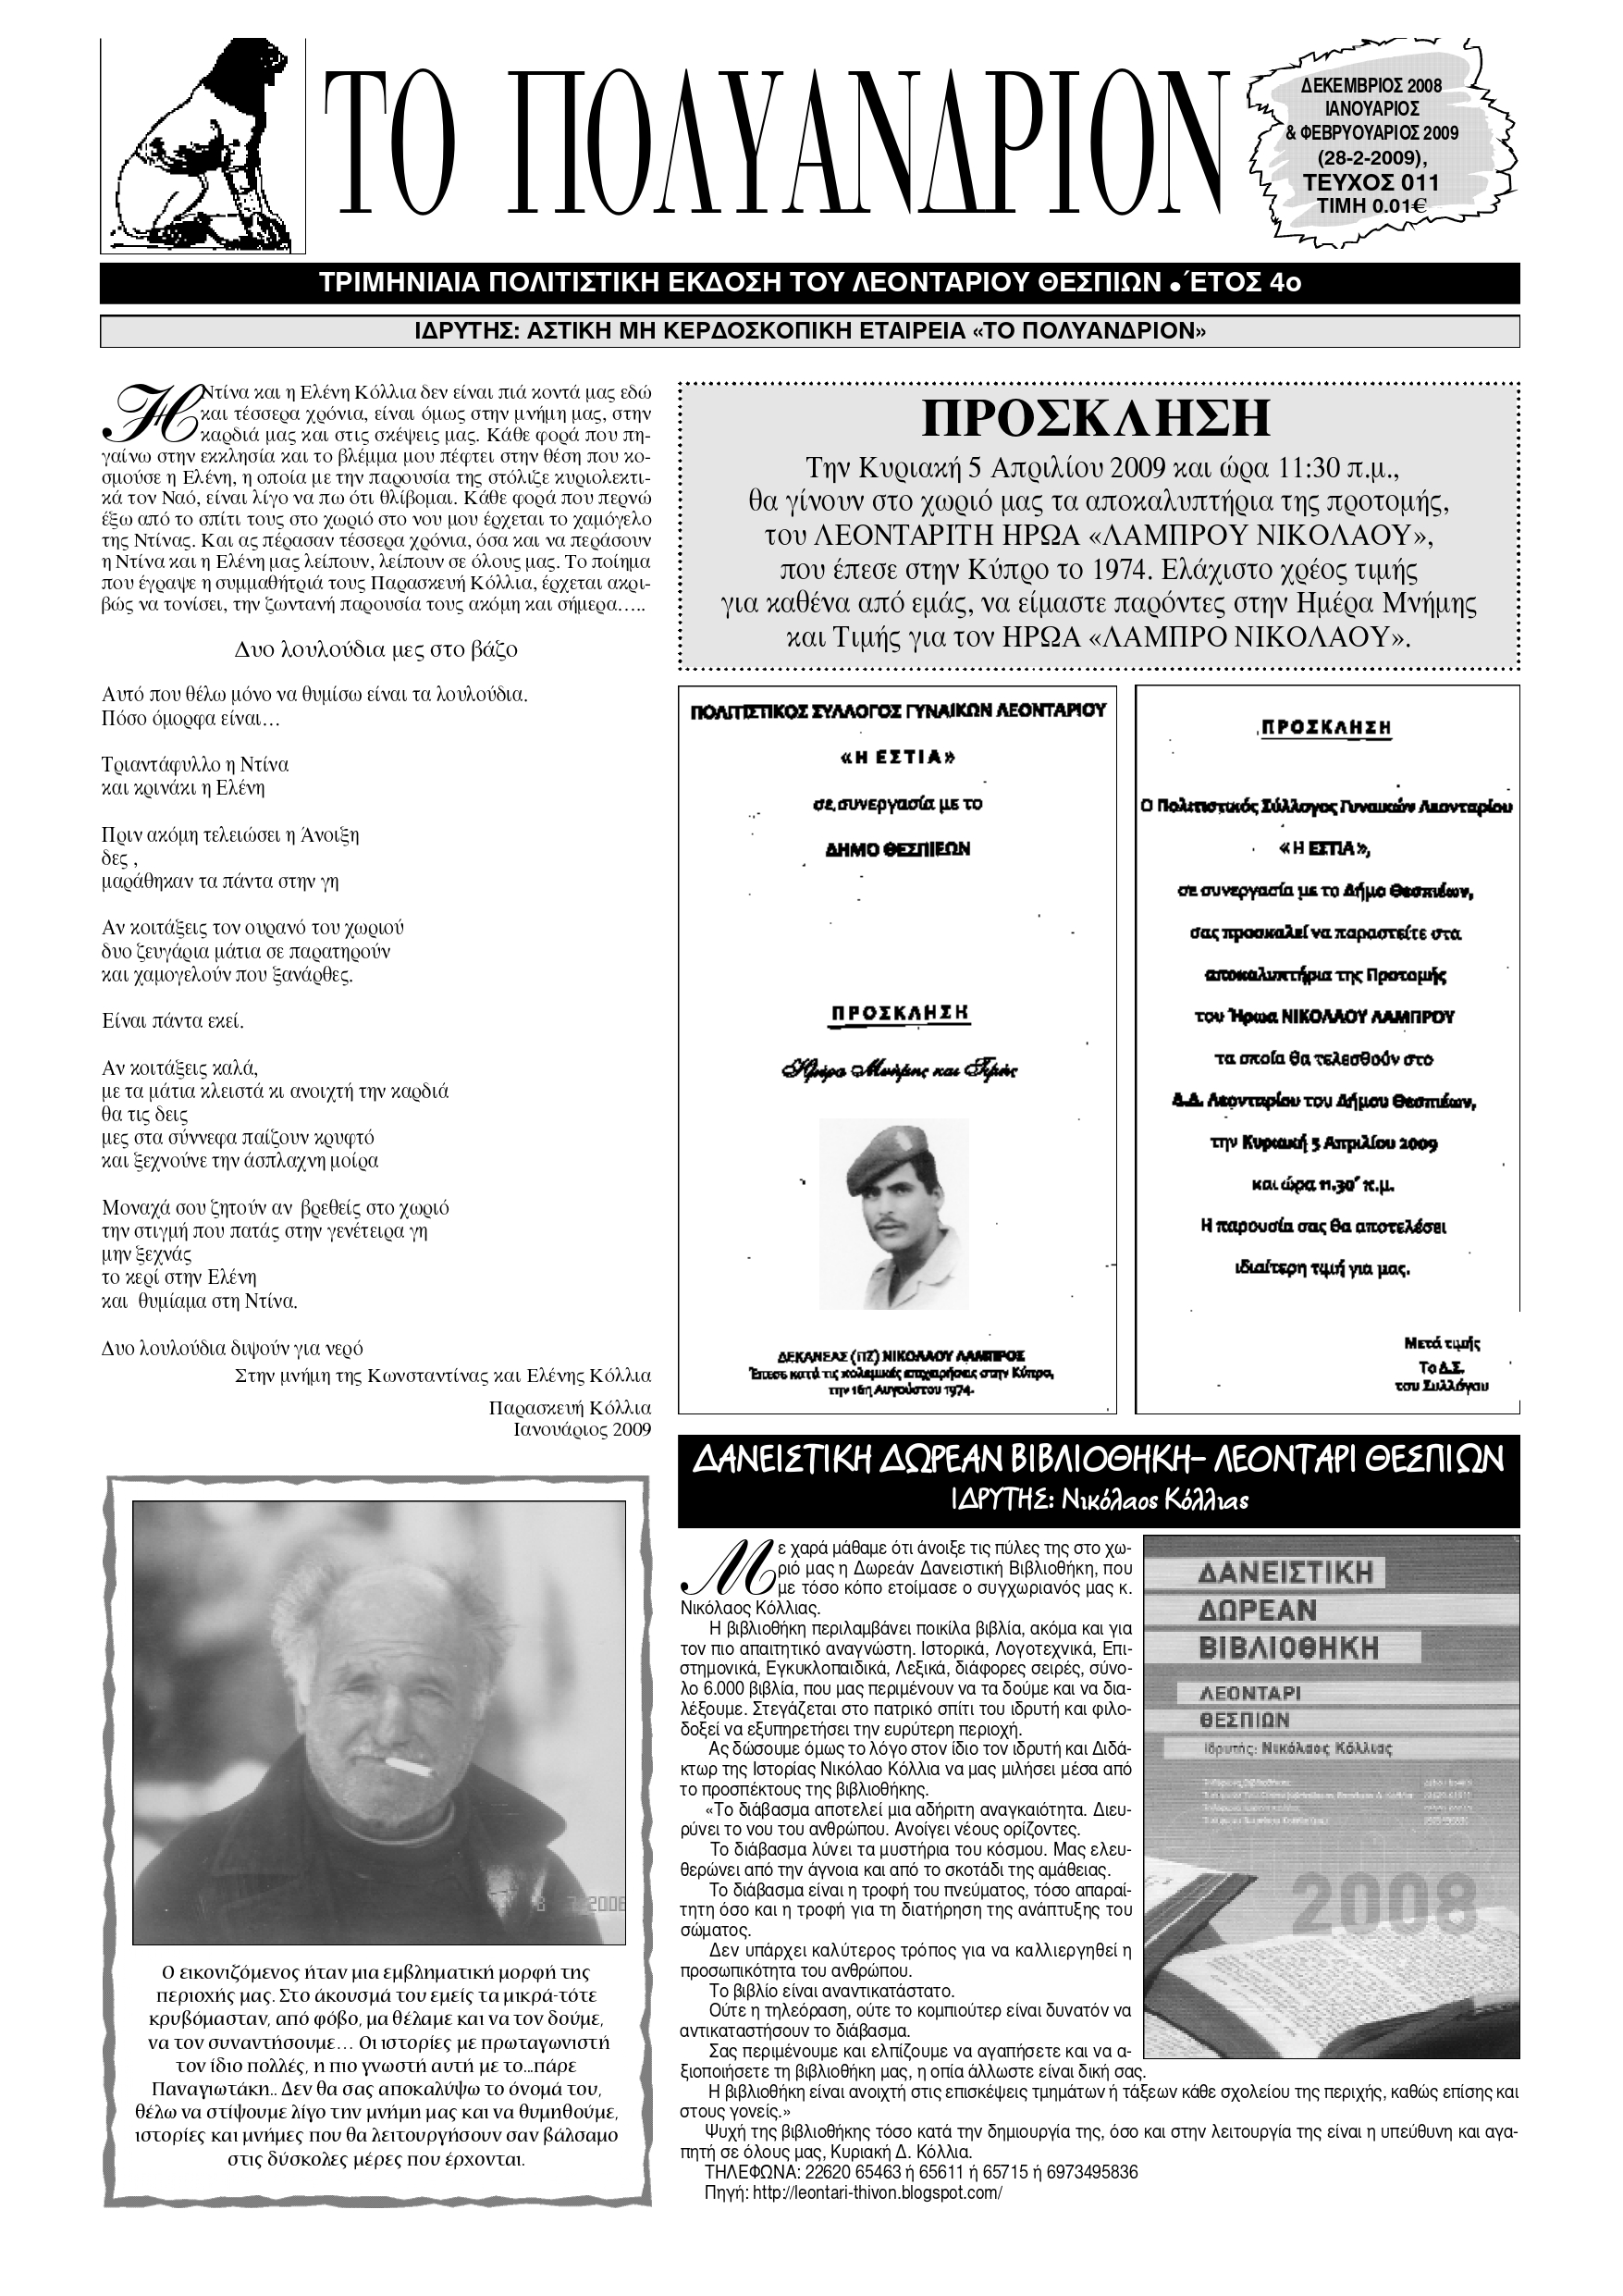 ΤΟ ΠΟΛΥΑΝΔΡΙΟΝ
ΔΕΚΕΜΒΡΙΟΣ 2008
ΙΑΝΟΥΑΡΙΟΣ
& ΦΕΒΡΥΟΥΑΡΙΟΣ 2009
(28-2-2009),
ΤΕΥΧΟΣ 011
ΤΙΜΗ 0.01€
ΤΡΙΜΗΝΙΑΙΑ ΠΟΛΙΤΙΣΤΙΚΗ ΕΚΔΟΣΗ ΤΟΥ ΛΕΟΝΤΑΡΙΟΥ ΘΕΣΠΙΩΝ • ΈΤΟΣ 4ο
ΙΔΡΥΤΗΣ: ΑΣΤΙΚΗ ΜΗ ΚΕΡΔΟΣΚΟΠΙΚΗ ΕΤΑΙΡΕΙΑ «ΤΟ ΠΟΛΥΑΝΔΡΙΟΝ»
Η Ντίνα και η Ελένη Κόλλια δεν είναι πιά κοντά μας εδώ
και τέσσερα χρόνια, είναι όμως στην μνήμη μας, στην
καρδιά μας και στις σκέψεις μας. Κάθε φορά που πη-
γαίνω στην εκκλησία και το βλέμμα μου πέφτει στην θέση που κο-
σμούσε η Ελένη, η οποία με την παρουσία της στόλιζε κυριολεκτι-
κά τον Ναό, είναι λίγο να πω ότι θλίβομαι. Κάθε φορά που περνώ
έξω από το σπίτι τους στο χωριό στο νου μου έρχεται το χαμόγελο
της Ντίνας. Και ας πέρασαν τέσσερα χρόνια, όσα και να περάσουν
η Ντίνα και η Ελένη μας λείπουν, λείπουν σε όλους μας. Το ποίημα
που έγραψε η συμμαθήτριά τους Παρασκευή Κόλλια, έρχεται ακρι-
βώς να τονίσει, την ζωντανή παρουσία τους ακόμη και σήμερα…..
Δυο λουλούδια μες στο βάζο
Αυτό που θέλω μόνο να θυμίσω είναι τα λουλούδια.
Πόσο όμορφα είναι…
Τριαντάφυλλο η Ντίνα
και κρινάκι η Ελένη
Πριν ακόμη τελειώσει η Άνοιξη
δες ,
μαράθηκαν τα πάντα στην γη
Αν κοιτάξεις τον ουρανό του χωριού
δυο ζευγάρια μάτια σε παρατηρούν
και χαμογελούν που ξανάρθες.
Είναι πάντα εκεί.
Αν κοιτάξεις καλά,
με τα μάτια κλειστά κι ανοιχτή την καρδιά
θα τις δεις
μες στα σύννεφα παίζουν κρυφτό
και ξεχνούνε την άσπλαχνη μοίρα
Μοναχά σου ζητούν αν βρεθείς στο χωριό
την στιγμή που πατάς στην γενέτειρα γη
μην ξεχνάς
το κερί στην Ελένη
και θυμίαμα στη Ντίνα.
Δυο λουλούδια διψούν για νερό
Στην μνήμη της Κωνσταντίνας και Ελένης Κόλλια
Παρασκευή Κόλλια
Ιανουάριος 2009
8 2 2008
Ο εικονιζόμενος ήταν μια εμβληματική μορφή της
περιοχής μας. Στο άκουσμά του εμείς τα μικρά-τότε
κρυβόμασταν, από φόβο, μα θέλαμε και να τον δούμε,
να τον συναντήσουμε… Οι ιστορίες με πρωταγωνιστή
τον ίδιο πολλές, η πιο γνωστή αυτή με το...πάρε
Παναγιωτάκη.. Δεν θα σας αποκαλύψω το όνομά του,
θέλω να στίψουμε λίγο την μνήμη μας και να θυμηθούμε,
ιστορίες και μνήμες που θα λειτουργήσουν σαν βάλσαμο
στις δύσκολες μέρες που έρχονται.
ΠΡΟΣΚΛΗΣΗ
Την Κυριακή 5 Απριλίου 2009 και ώρα 11:30 π.μ.,
θα γίνουν στο χωριό μας τα αποκαλυπτήρια της προτομής,
του ΛΕΟΝΤΑΡΙΤΗ ΗΡΩΑ «ΛΑΜΠΡΟΥ ΝΙΚΟΛΑΟΥ»,
που έπεσε στην Κύπρο το 1974. Ελάχιστο χρέος τιμής
για καθένα από εμάς, να είμαστε παρόντες στην Ημέρα Μνήμης
και Τιμής για τον ΗΡΩΑ «ΛΑΜΠΡΟ ΝΙΚΟΛΑΟΥ».
ΠΟΛΙΤΙΣΤΙΚΟΣ ΣΥΛΛΟΓΟΣ ΓΥΝΑΙΚΩΝ ΛΕΟΝΤΑΡΙΟΥ
«Η ΕΣΤΙΑ»
σε συνεργασία με το
ΔΗΜΟ ΘΕΣΠΙΕΩΝ
ΠΡΟΣΚΛΗΣΗ
Ημέρα Μνήμης και Τιμής
ΔΕΚΑΝΕΑΣ (ΠΖ) ΝΙΚΟΛΑΟΥ ΛΑΜΠΡΟΣ
Έπεσε κατά τις πολεμικές επιχειρήσεις στην Κύπρο,
την 16η Αυγούστου 1974.
ΠΡΟΣΚΛΗΣΗ
Ο Πολιτιστικός Σύλλογος Γυναικών Λεονταρίου
«Η ΕΣΤΙΑ»,
σε συνεργασία με το Δήμο Θεσπιέων,
σας προσκαλεί να παραστείτε στα
αποκαλυπτήρια της Προτομής
του Ήρωα ΝΙΚΟΛΑΟΥ ΛΑΜΠΡΟΥ
τα οποία θα τελεσθούν στο
Δ.Δ. Λεονταρίου του Δήμου Θεσπιέων,
την Κυριακή 5 Απριλίου 2009
και ώρα 11.30΄ π.μ.
Η παρουσία σας θα αποτελέσει
ιδιαίτερη τιμή για μας.
Μετά τιμής
Το Δ.Σ.
του Συλλόγου
ΔΑΝΕΙΣΤΙΚΗ ΔΩΡΕΑΝ ΒΙΒΛΙΟΘΗΚΗ– ΛΕΟΝΤΑΡΙ ΘΕΣΠΙΩΝ
ΙΔΡΥΤΗΣ: Νικόλαος Κόλλιας
Με χαρά μάθαμε ότι άνοιξε τις πύλες της στο χω-
ριό μας η Δωρεάν Δανειστική Βιβλιοθήκη, που
με τόσο κόπο ετοίμασε ο συγχωριανός μας κ.
Νικόλαος Κόλλιας.
Η βιβλιοθήκη περιλαμβάνει ποικίλα βιβλία, ακόμα και για
τον πιο απαιτητικό αναγνώστη. Ιστορικά, Λογοτεχνικά, Επι-
στημονικά, Εγκυκλοπαιδικά, Λεξικά, διάφορες σειρές, σύνο-
λο 6.000 βιβλία, που μας περιμένουν να τα δούμε και να δια-
λέξουμε. Στεγάζεται στο πατρικό σπίτι του ιδρυτή και φιλο-
δοξεί να εξυπηρετήσει την ευρύτερη περιοχή.
Ας δώσουμε όμως το λόγο στον ίδιο τον ιδρυτή και Διδά-
κτωρ της Ιστορίας Νικόλαο Κόλλια να μας μιλήσει μέσα από
το προσπέκτους της βιβλιοθήκης.
«Το διάβασμα αποτελεί μια αδήριτη αναγκαιότητα. Διευ-
ρύνει το νου του ανθρώπου. Ανοίγει νέους ορίζοντες.
Το διάβασμα λύνει τα μυστήρια του κόσμου. Μας ελευ-
θερώνει από την άγνοια και από το σκοτάδι της αμάθειας.
Το διάβασμα είναι η τροφή του πνεύματος, τόσο απαραί-
τητη όσο και η τροφή για τη διατήρηση της ανάπτυξης του
σώματος.
Δεν υπάρχει καλύτερος τρόπος για να καλλιεργηθεί η
προσωπικότητα του ανθρώπου.
Το βιβλίο είναι αναντικατάστατο.
Ούτε η τηλεόραση, ούτε το κομπιούτερ είναι δυνατόν να
αντικαταστήσουν το διάβασμα.
Σας περιμένουμε και ελπίζουμε να αγαπήσετε και να α-
ξιοποιήσετε τη βιβλιοθήκη μας, η οπία άλλωστε είναι δική σας.
Η βιβλιοθήκη είναι ανοιχτή στις επισκέψεις τμημάτων ή τάξεων κάθε σχολείου της περιχής, καθώς επίσης και
στους γονείς.»
Ψυχή της βιβλιοθήκης τόσο κατά την δημιουργία της, όσο και στην λειτουργία της είναι η υπεύθυνη και αγα-
πητή σε όλους μας, Κυριακή Δ. Κόλλια.
ΤΗΛΕΦΩΝΑ: 22620 65463 ή 65611 ή 65715 ή 6973495836
Πηγή: http://leontari-thivon.blogspot.com/
ΔΑΝΕΙΣΤΙΚΗ
ΔΩΡΕΑΝ
ΒΙΒΛΙΟΘΗΚΗ
ΛΕΟΝΤΑΡΙ
ΘΕΣΠΙΩΝ
Ιδρυτής: Νικόλαος Κόλλιας
2008